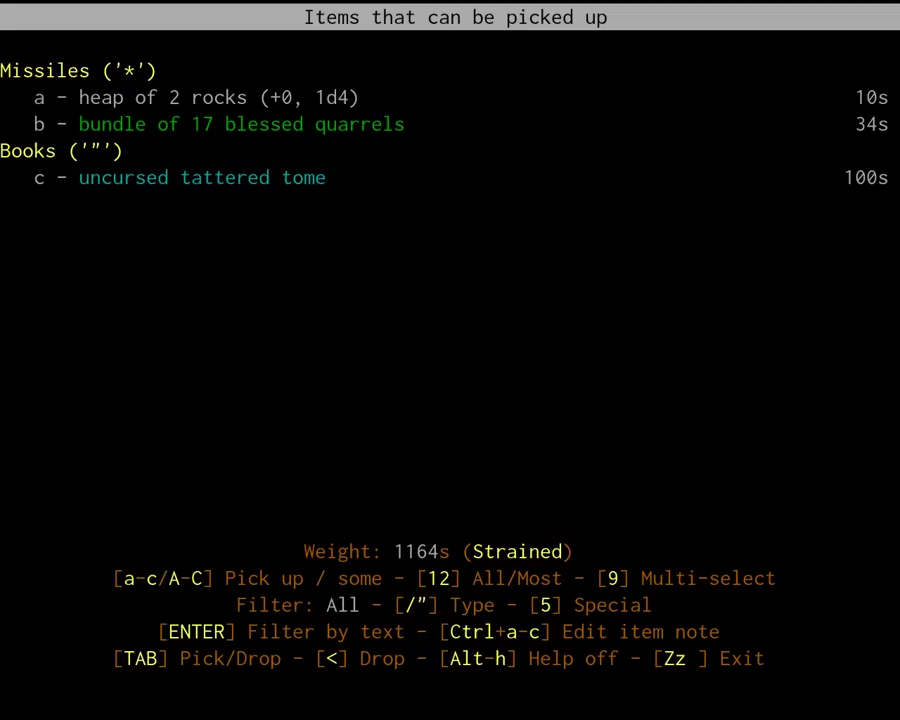 Items that can be picked up
Missiles ('*')
a - heap of 2 rocks (+0, 1d4) 10s
b - bundle of 17 blessed quarrels 34s
Books ('"')
c - uncursed tattered tome 100s
Weight: 1164s (Strained)
[a-c/A-C] Pick up / some - [12] All/Most - [9] Multi-select
Filter: All - [/"] Type - [5] Special
[ENTER] Filter by text - [Ctrl+a-c] Edit item note
[TAB] Pick/Drop - [<] Drop - [Alt-h] Help off - [Zz ] Exit